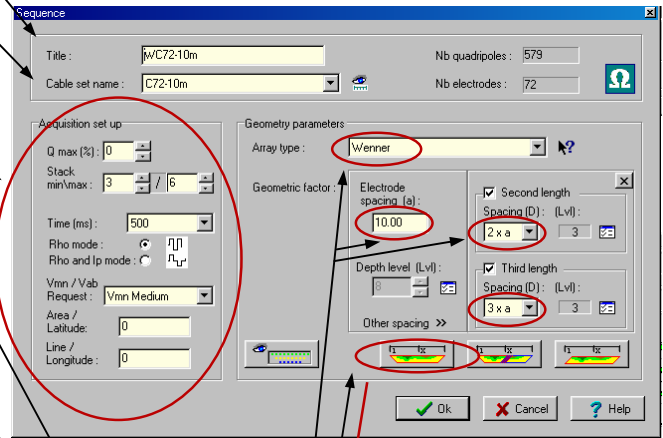 Sequence
Title : WC72-10m Nb quadripoles : 579
Cable set name : C72-10m Nb electrodes : 72 Ω
Acquisition set up
Q max (%) : 0
Stack
min\max : 3 / 6
Time (ms) : 500
Rho mode :
Rho and Ip mode :
Vmn / Vab
Request : Vmn Medium
Area /
Latitude: 0
Line /
Longitude : 0
Geometry parameters
Array type : Wenner
Geometric factor :
Electrode
spacing (a) :
10.00
Depth level (Lvl) :
8
Other spacing >>
Second length
Spacing (D) : (Lvl) :
2 x a 3
Third length
Spacing (D) : (Lvl) :
3 x a 3
Ok Cancel ? Help